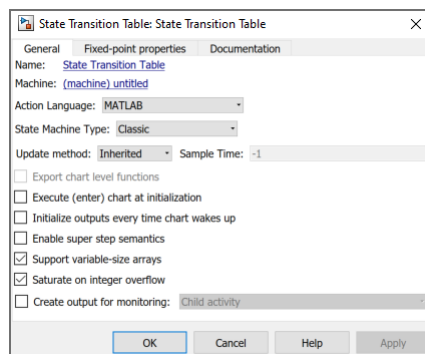 State Transition Table: State Transition Table
General Fixed-point properties Documentation
Name: State Transition Table
Machine: (machine) untitled
Action Language: MATLAB
State Machine Type: Classic
Update method: Inherited Sample Time: -1
Export chart level functions
Execute (enter) chart at initialization
Initialize outputs every time chart wakes up
Enable super step semantics
Support variable-size arrays
Saturate on integer overflow
Create output for monitoring: Child activity
OK Cancel Help Apply